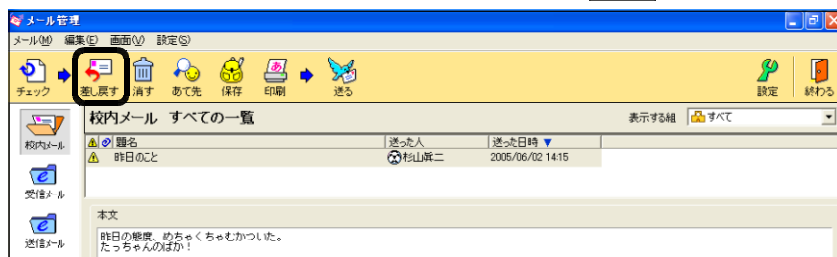 メール管理
メール(M) 編集(E) 画面(V) 設定(S)
チェック 差し戻す 消す あて先 保存 印刷 送る 設定 終わる
校内メール すべての一覧 表示する組 すべて
校内メール
題名 送った人 送った日時 ▼
昨日のこと 杉山眞二 2005/06/02 14:15
受信メール
本文
送信メール
昨日の態度、めちゃくちゃむかついた。
たっちゃんのばか!